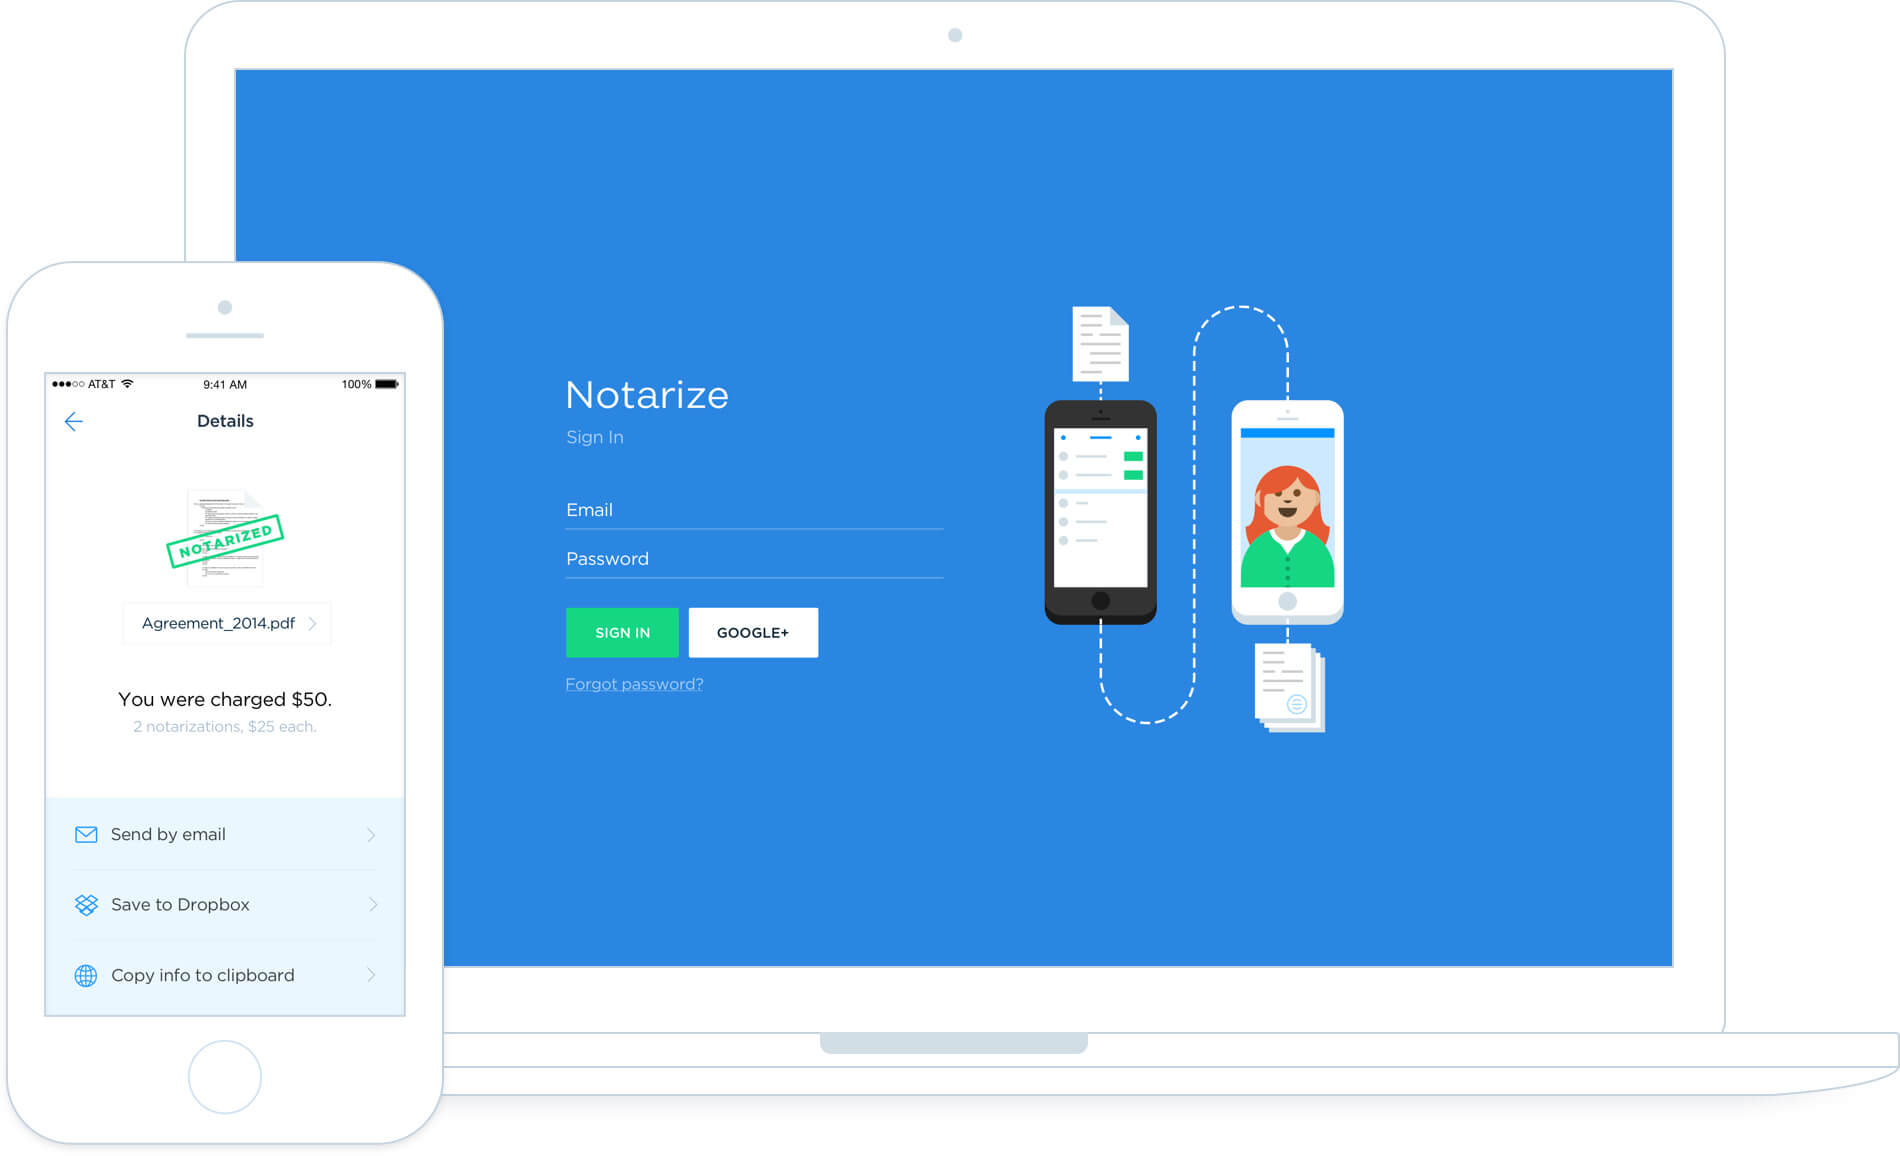 AT&T 9:41 AM 100%
Details
NOTARIZED
Agreement_2014.pdf
You were charged $50.
2 notarizations, $25 each.
Send by email
Save to Dropbox
Copy info to clipboard
Notarize
Sign In
Email
Password
SIGN IN GOOGLE+
Forgot password?